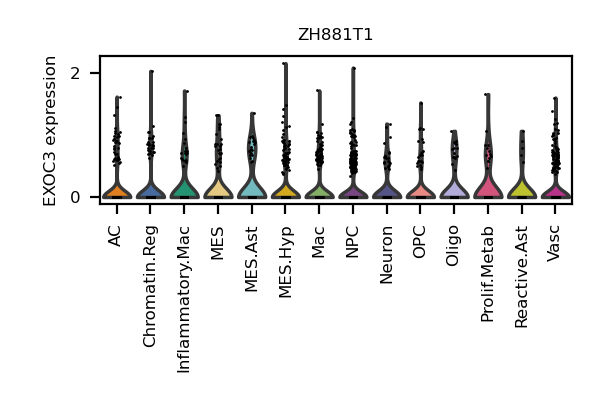 ZH881T1
EXOC3 expression
2
0
AC
Chromatin.Reg
Inflammatory.Mac
MES
MES.Ast
MES.Hyp
Mac
NPC
Neuron
OPC
Oligo
Prolif.Metab
Reactive.Ast
Vasc